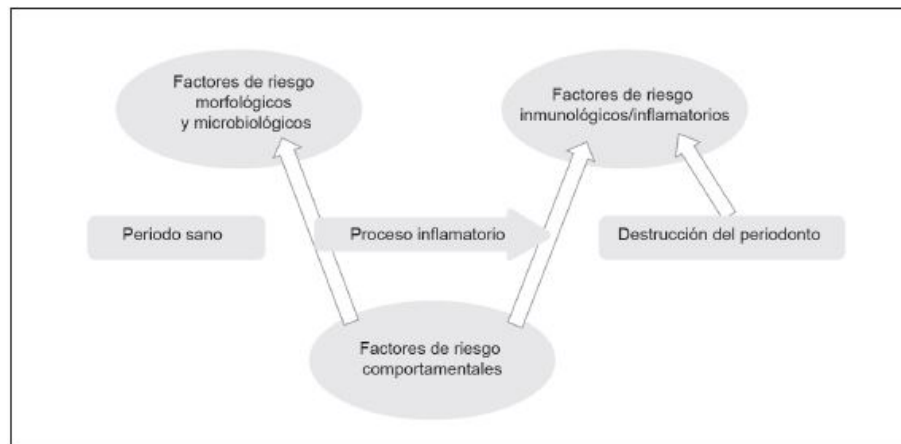 Factores de riesgo
morfológicos
y microbiológicos
Factores de riesgo
inmunológicos/inflamatorios
Periodo sano
Proceso inflamatorio
Destrucción del periodonto
Factores de riesgo
comportamentales